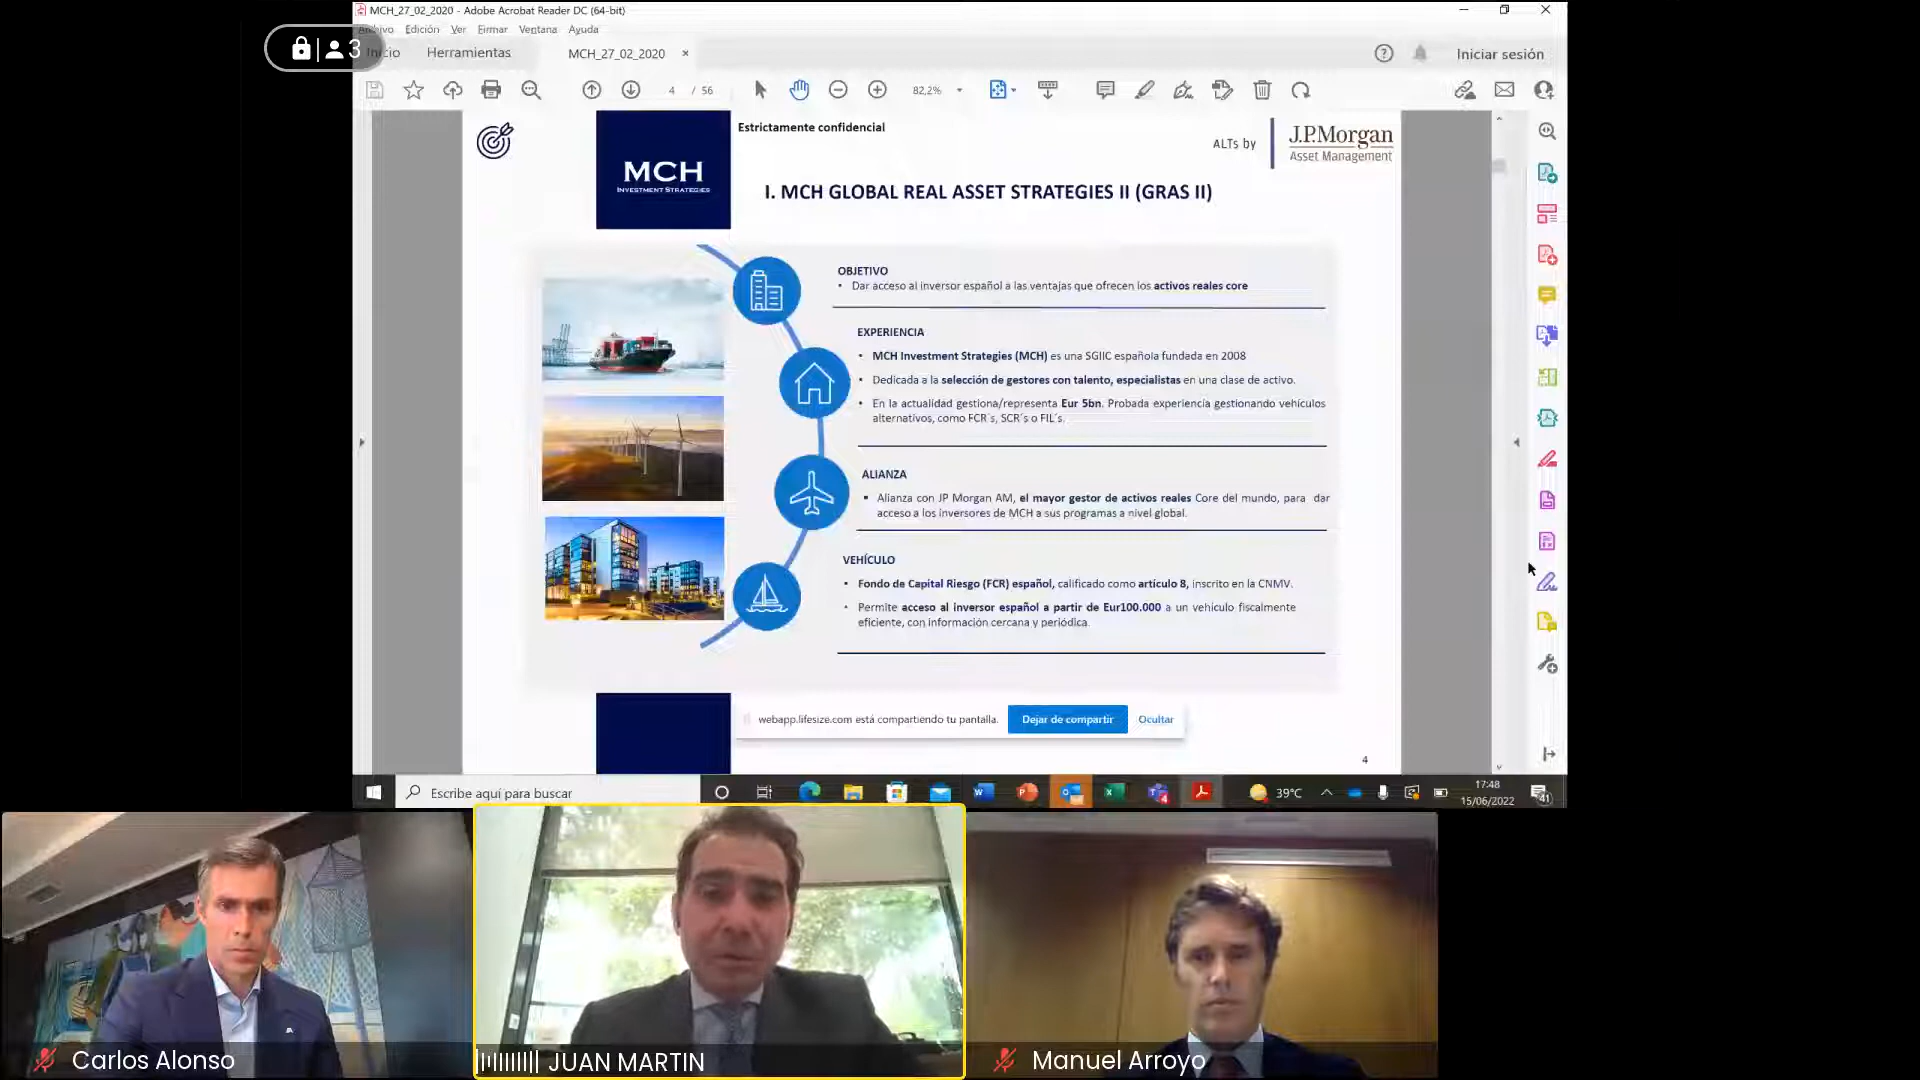 MCH_27_02_2020 - Adobe Acrobat Reader DC (64-bit)
Edición Ver Firmar Ventana Ayuda
3
Herramientas MCH_27_02_2020 × Iniciar sesión
4 / 56 82,2%
Estrictamente confidencial
MCH
INVESTMENT STRATEGIES
ALTs by
J.P.Morgan
Asset Management
I. MCH GLOBAL REAL ASSET STRATEGIES II (GRAS II)
OBJETIVO
• Dar acceso al inversor español a las ventajas que ofrecen los activos reales core
EXPERIENCIA
• MCH Investment Strategies (MCH) es una SGIIC española fundada en 2008
• Dedicada a la selección de gestores con talento, especialistas en una clase de activo.
• En la actualidad gestiona/representa Eur 5bn. Probada experiencia gestionando vehículos
alternativos, como FCR´s, SCR´s o FIL´s.
ALIANZA
▪ Alianza con JP Morgan AM, el mayor gestor de activos reales Core del mundo, para dar
acceso a los inversores de MCH a sus programas a nivel global.
VEHÍCULO
• Fondo de Capital Riesgo (FCR) español, calificado como artículo 8, inscrito en la CNMV.
• Permite acceso al inversor español a partir de Eur100.000 a un vehículo fiscalmente
eficiente, con información cercana y periódica.
webapp.lifesize.com está compartiendo tu pantalla. Dejar de compartir Ocultar
4
Escribe aquí para buscar
39°C
17:48
15/06/2022
41
Carlos Alonso
JUAN MARTIN
Manuel Arroyo